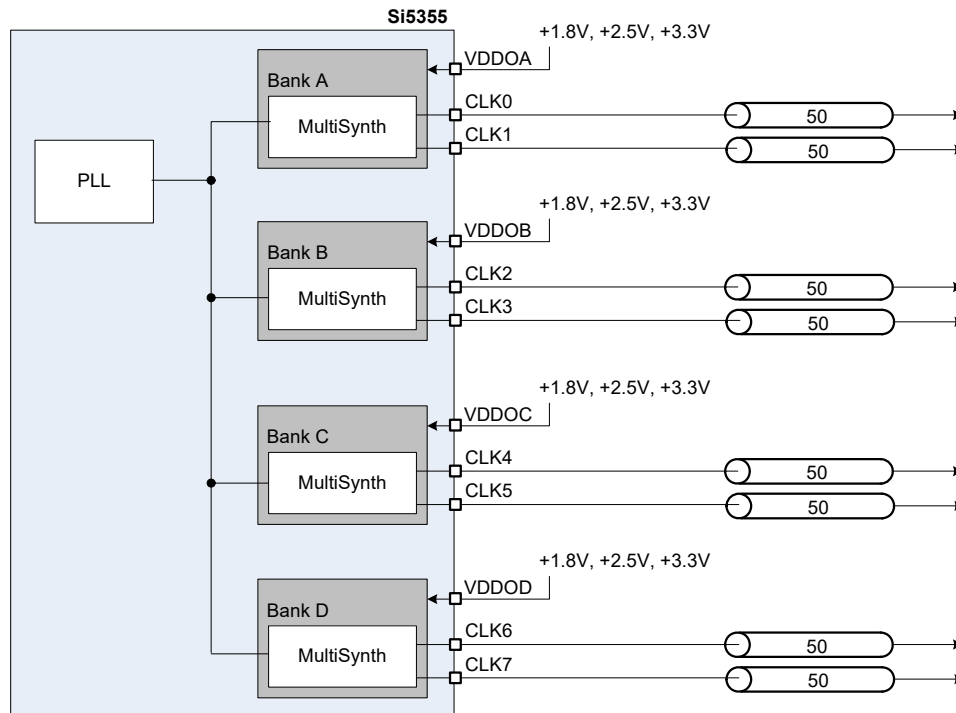 Si5355
+1.8V, +2.5V, +3.3V
VDDOA
Bank A
CLK0
50
MultiSynth
CLK1
50
PLL
+1.8V, +2.5V, +3.3V
VDDOB
Bank B
CLK2
50
MultiSynth
CLK3
50
+1.8V, +2.5V, +3.3V
VDDOC
Bank C
CLK4
50
MultiSynth
CLK5
50
+1.8V, +2.5V, +3.3V
VDDOD
Bank D
CLK6
50
MultiSynth
CLK7
50